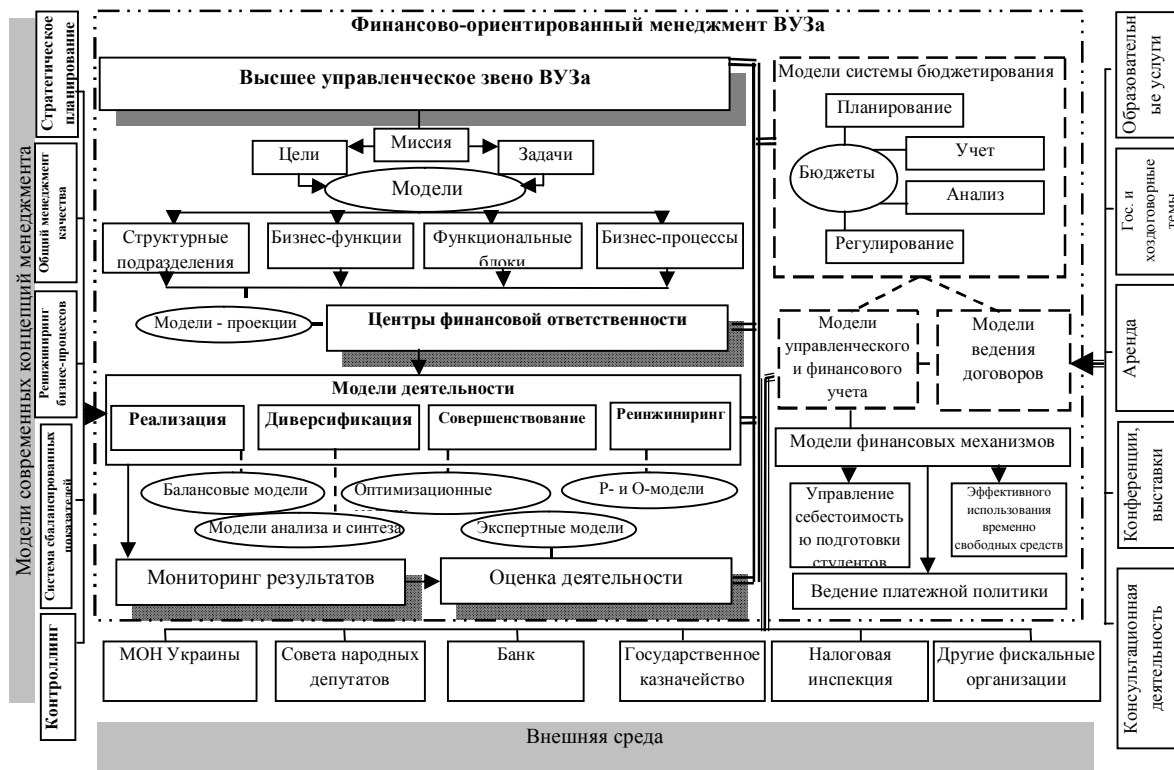 Финансово-ориентированный менеджмент ВУЗа
Модели современных концепций менеджмента
Стратегическое
планирование
Общий менеджмент
качества
Реинжиниринг
бизнес-процессов
Система сбалансированных
показателей
Контроллинг
Высшее управленческое звено ВУЗа
Миссия
Цели
Задачи
Модели
Структурные
подразделения
Бизнес-функции
Функциональные
блоки
Бизнес-процессы
Модели - проекции
Центры финансовой ответственности
Модели деятельности
Реализация
Диверсификация
Совершенствование
Реинжиниринг
Балансовые модели
Оптимизационные
Р- и О-модели
Модели анализа и синтеза
Экспертные модели
Мониторинг результатов
Оценка деятельности
Модели системы бюджетирования
Планирование
Учет
Бюджеты
Анализ
Регулирование
Модели
управленческого
и финансового
учета
Модели
ведения
договоров
Модели финансовых механизмов
Управление
себестоимость
ю подготовки
студентов
Эффективного
использования
временно
свободных средств
Ведение платежной политики
Образовательн
ые услуги
Гос. и
хоздоговорные
темы
Аренда
Конференции,
выставки
Консультационная
деятельность
МОН Украины
Совета народных
депутатов
Банк
Государственное
казначейство
Налоговая
инспекция
Другие фискальные
организации
Внешняя среда